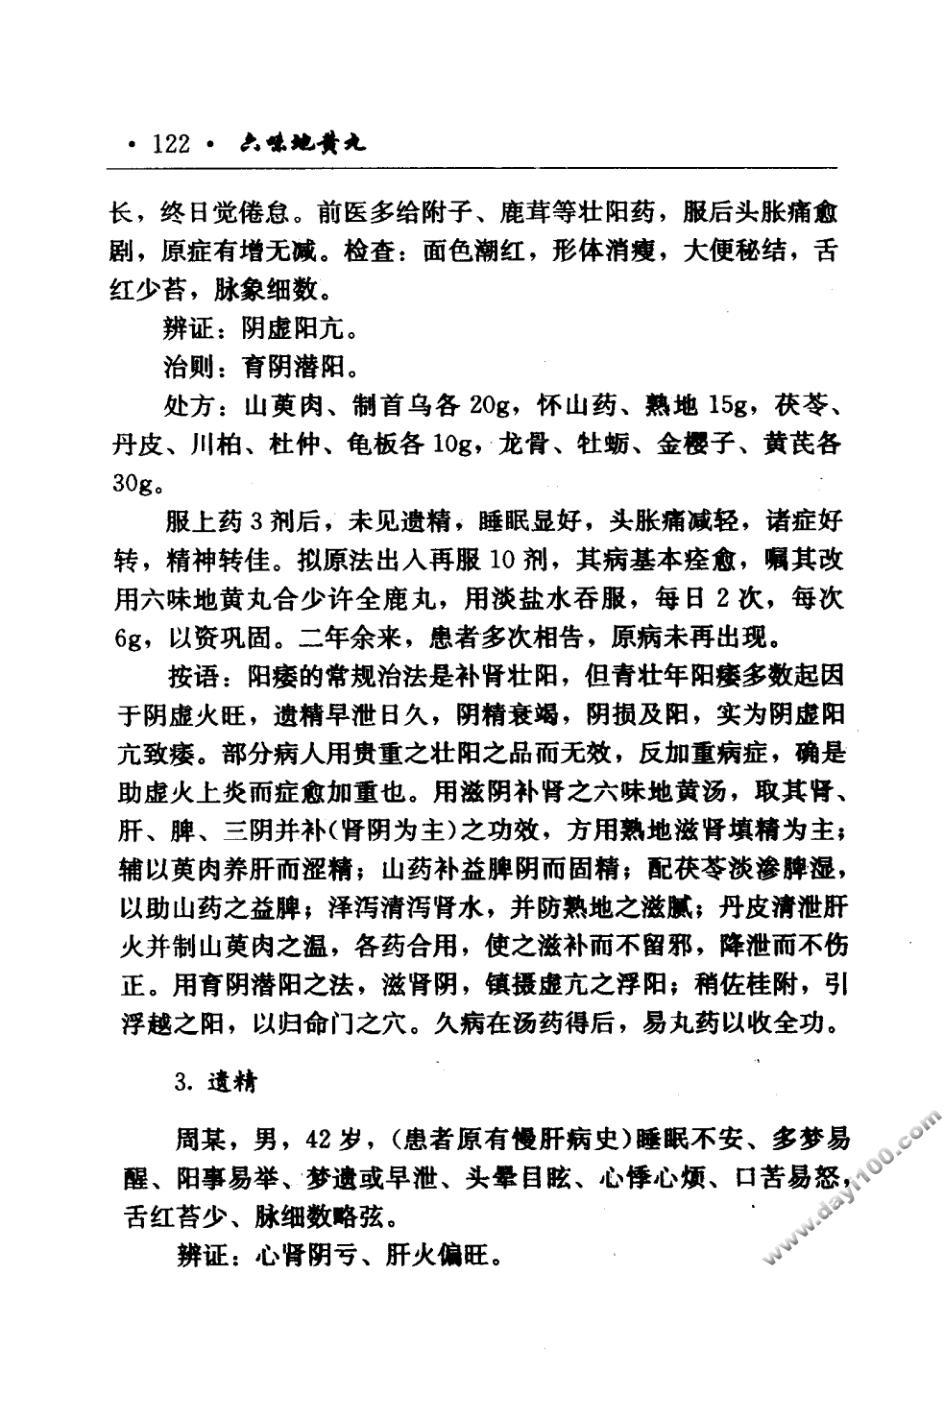 · 122 · 六味地黄丸
长，终日觉倦怠。前医多给附子、鹿茸等壮阳药，服后头胀痛愈
剧，原症有增无减。检查：面色潮红，形体消瘦，大便秘结，舌
红少苔，脉象细数。
辨证：阴虚阳亢。
治则：育阴潜阳。
处方：山萸肉、制首乌各 20g，怀山药、熟地 15g，茯苓、
丹皮、川柏、杜仲、龟板各 10g，龙骨、牡蛎、金樱子、黄芪各
30g。
服上药 3 剂后，未见遗精，睡眠显好，头胀痛减轻，诸症好
转，精神转佳。拟原法出入再服 10 剂，其病基本痊愈，嘱其改
用六味地黄丸合少许全鹿丸，用淡盐水吞服，每日 2 次，每次
6g，以资巩固。二年余来，患者多次相告，原病未再出现。
按语：阳痿的常规治法是补肾壮阳，但青壮年阳痿多数起因
于阴虚火旺，遗精早泄日久，阴精衰竭，阴损及阳，实为阴虚阳
亢致痿。部分病人用贵重之壮阳之品而无效，反加重病症，确是
助虚火上炎而症愈加重也。用滋阴补肾之六味地黄汤，取其肾、
肝、脾、三阴并补(肾阴为主)之功效，方用熟地滋肾填精为主；
辅以萸肉养肝而涩精；山药补益脾阴而固精；配茯苓淡渗脾湿，
以助山药之益脾；泽泻清泻肾水，并防熟地之滋腻；丹皮清泄肝
火并制山萸肉之温，各药合用，使之滋补而不留邪，降泄而不伤
正。用育阴潜阳之法，滋肾阴，镇摄虚亢之浮阳；稍佐桂附，引
浮越之阳，以归命门之穴。久病在汤药得后，易丸药以收全功。
3. 遗精
周某，男，42 岁，(患者原有慢肝病史)睡眠不安、多梦易
醒、阳事易举、梦遗或早泄、头晕目眩、心悸心烦、口苦易怒，
舌红苔少、脉细数略弦。
辨证：心肾阴亏、肝火偏旺。
www.dayi100.com